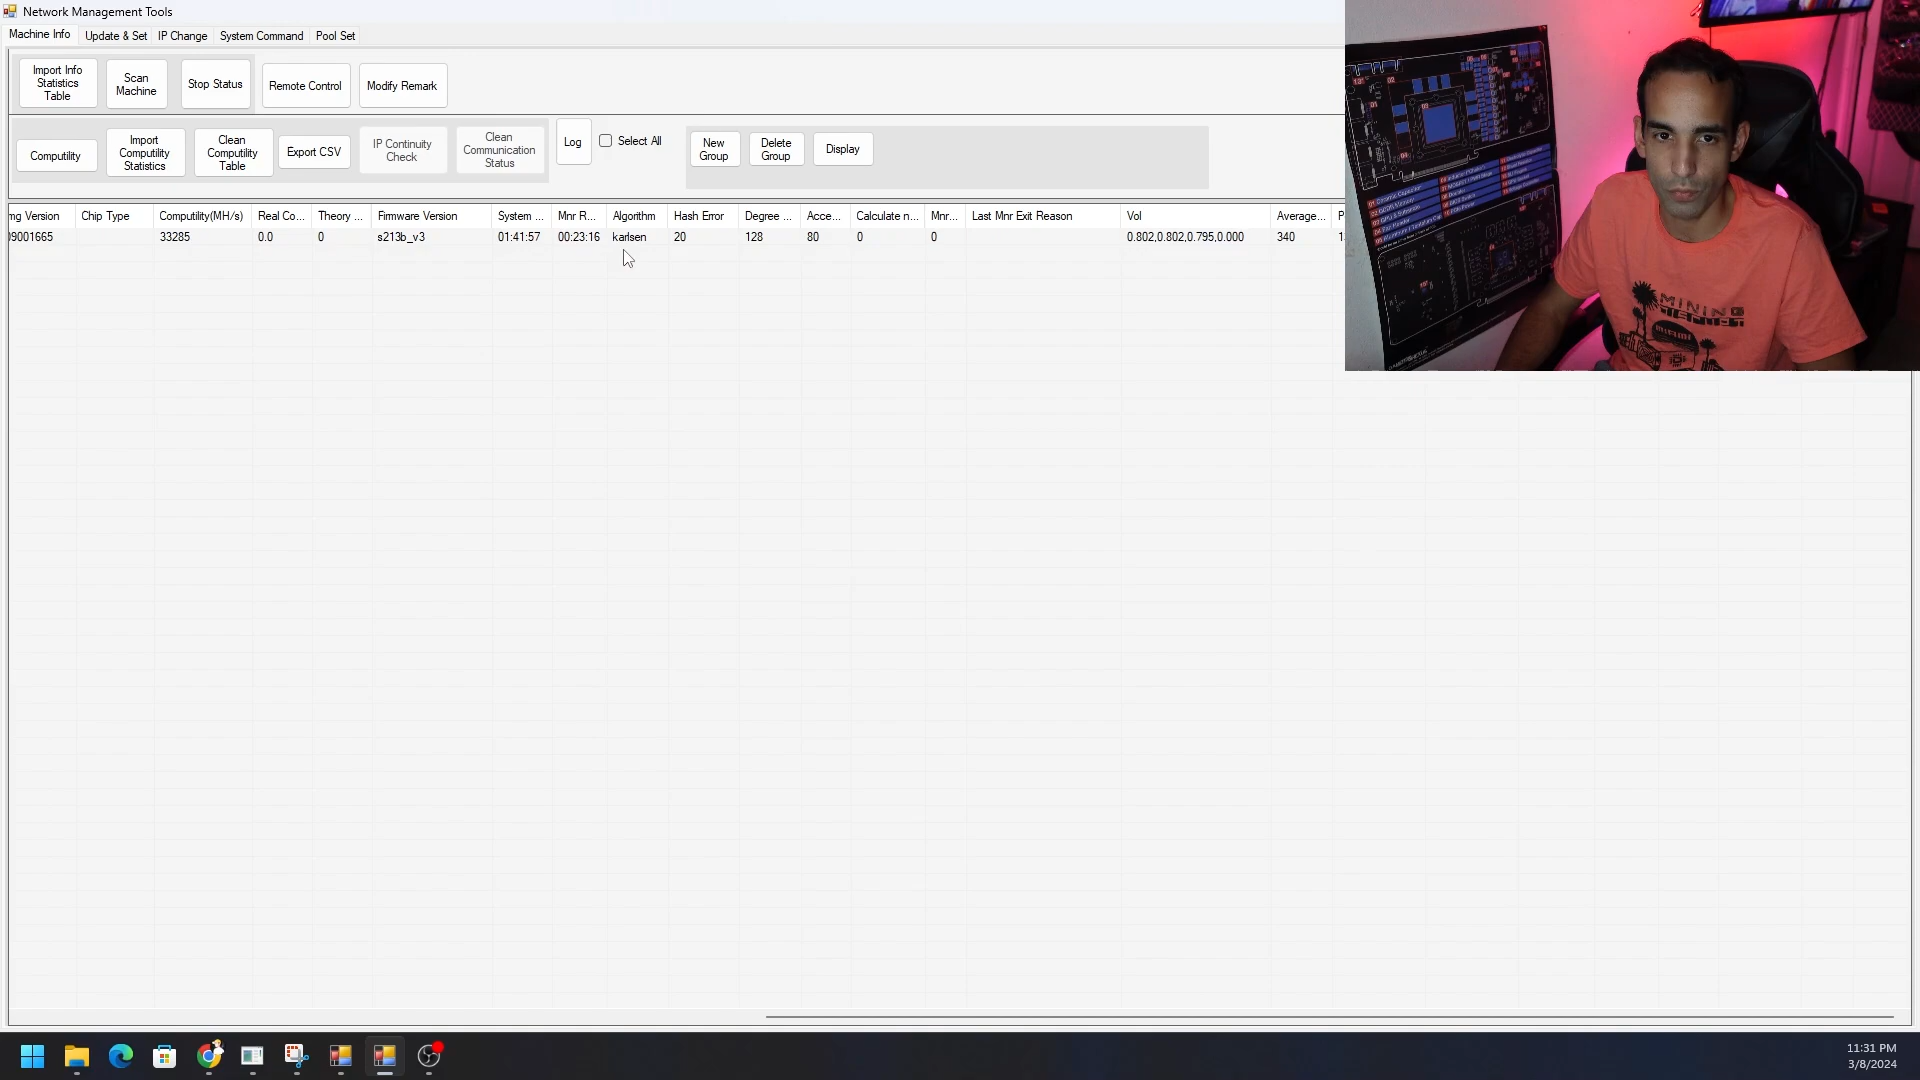 Network Management Tools
Machine Info Update & Set IP Change System Command Pool Set
Import Info Statistics Table
Scan Machine
Stop Status
Remote Control
Modify Remark
Computility
Import Computility Statistics
Clean Computility Table
Export CSV
IP Continuity Check
Clean Communication Status
Log
Select All
New Group
Delete Group
Display
mg Version Chip Type Computility(MH/s) Real Co... Theory ... Firmware Version System ... Mnr R... Algorithm Hash Error Degree ... Acce... Calculate n... Mnr... Last Mnr Exit Reason Vol Average... P
9001665 33285 0.0 0 s213b_v3 01:41:57 00:23:16 karlsen 20 128 80 0 0 0.802,0.802,0.795,0.000 340
MINING
11:31 PM
3/8/2024